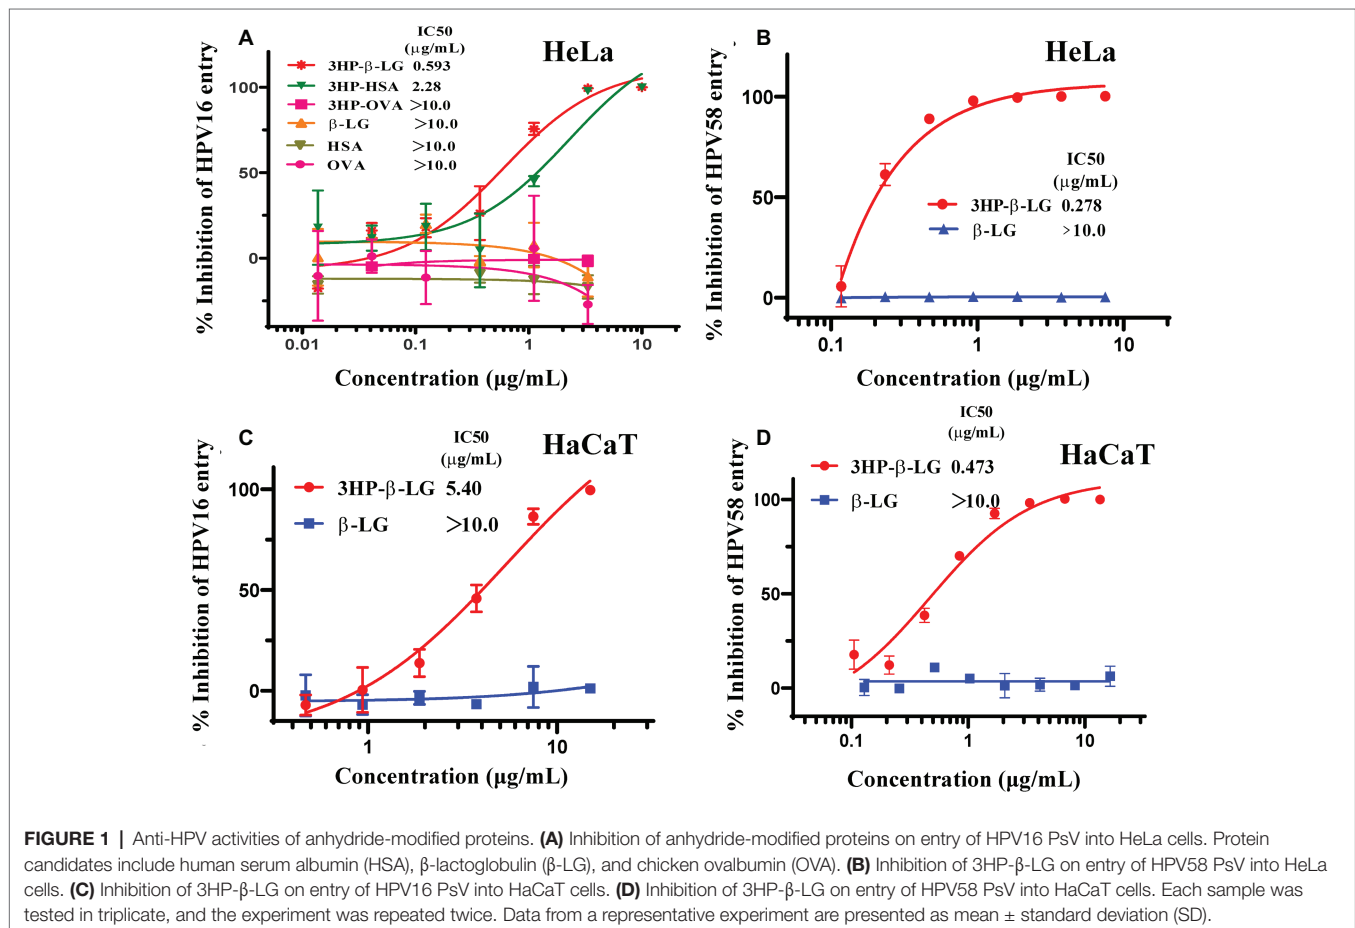 A
HeLa
% Inhibition of HPV16 entry
IC50
(μg/mL)
3HP-β-LG 0.593
3HP-HSA 2.28
3HP-OVA >10.0
β-LG >10.0
HSA >10.0
OVA >10.0
100
50
0
0.01 0.1 1 10
Concentration (μg/mL)
B
HeLa
% Inhibition of HPV58 entry
IC50
(μg/mL)
3HP-β-LG 0.278
β-LG >10.0
100
50
0
0.1 1 10
Concentration (μg/mL)
C
HaCaT
% Inhibition of HPV16 entry
IC50
(μg/mL)
3HP-β-LG 5.40
β-LG >10.0
100
50
0
1 10
Concentration (μg/mL)
D
HaCaT
% Inhibition of HPV58 entry
IC50
(μg/mL)
3HP-β-LG 0.473
β-LG >10.0
100
50
0
0.1 1 10
Concentration (μg/mL)
FIGURE 1 | Anti-HPV activities of anhydride-modified proteins. (A) Inhibition of anhydride-modified proteins on entry of HPV16 PsV into HeLa cells. Protein
candidates include human serum albumin (HSA), β-lactoglobulin (β-LG), and chicken ovalbumin (OVA). (B) Inhibition of 3HP-β-LG on entry of HPV58 PsV into HeLa
cells. (C) Inhibition of 3HP-β-LG on entry of HPV16 PsV into HaCaT cells. (D) Inhibition of 3HP-β-LG on entry of HPV58 PsV into HaCaT cells. Each sample was
tested in triplicate, and the experiment was repeated twice. Data from a representative experiment are presented as mean ± standard deviation (SD).